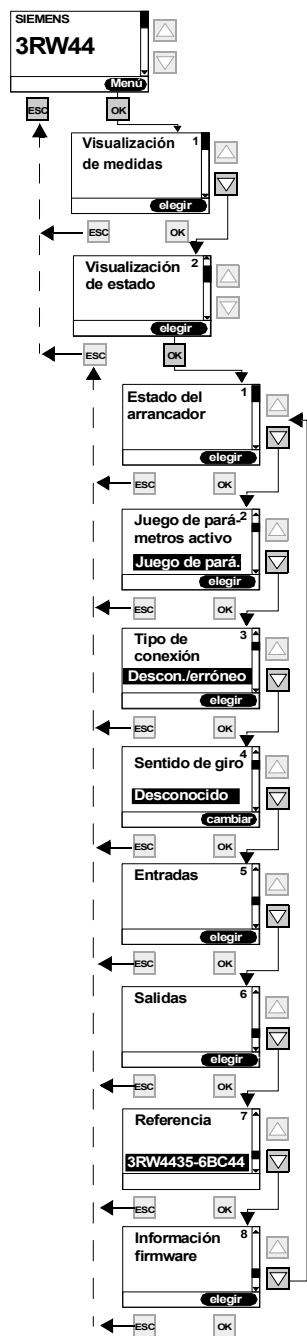 SIEMENS
3RW44
Menú
ESC
OK
Visualización 1
de medidas
elegir
ESC
OK
Visualización 2
de estado
elegir
ESC
OK
Estado del 1
arrancador
elegir
ESC
OK
Juego de pará- 2
metros activo
Juego de pará.
elegir
ESC
OK
Tipo de 3
conexión
Descon./erróneo
elegir
ESC
OK
4
Sentido de giro
Desconocido
cambiar
ESC
OK
Entradas 5
elegir
ESC
OK
Salidas 6
elegir
ESC
OK
Referencia 7
3RW4435-6BC44
ESC
OK
Información 8
firmware
elegir
ESC
OK